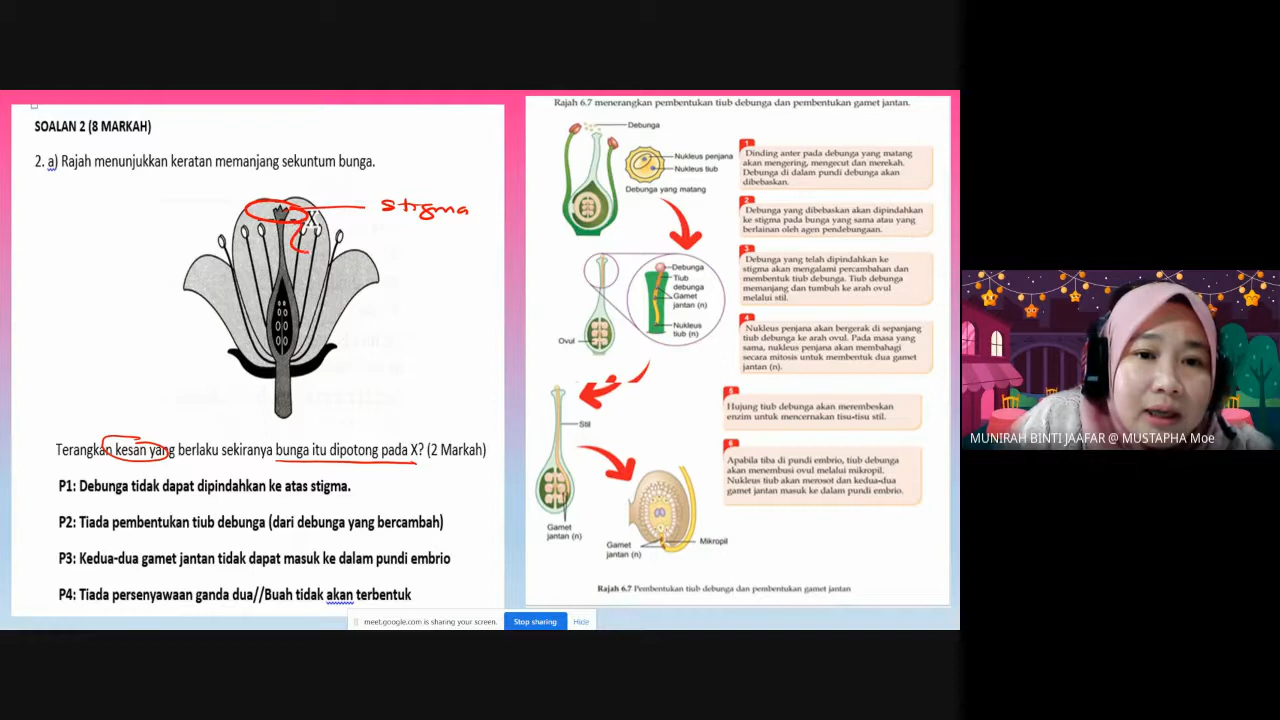 SOALAN 2 (8 MARKAH)
2. a) Rajah menunjukkan keratan memanjang sekuntum bunga.
stigma
X
Terangkan kesan yang berlaku sekiranya bunga itu dipotong pada X? (2 Markah)
P1: Debunga tidak dapat dipindahkan ke atas stigma.
P2: Tiada pembentukan tiub debunga (dari debunga yang bercambah)
P3: Kedua-dua gamet jantan tidak dapat masuk ke dalam pundi embrio
P4: Tiada persenyawaan ganda dua//Buah tidak akan terbentuk
Rajah 6.7 menerangkan pembentukan tiub debunga dan pembentukan gamet jantan.
Debunga
Nukleus penjana
Nukleus tiub
Debunga yang matang
1
Dinding anter pada debunga yang matang
akan mengering, mengecut dan merekah.
Debunga di dalam pundi debunga akan
dibebaskan.
2
Debunga yang dibebaskan akan dipindahkan
ke stigma pada bunga yang sama atau yang
berlainan oleh agen pendebungaan.
Debunga
Tiub
debunga
Gamet
jantan (n)
Nukleus
tiub (n)
Ovul
3
Debunga yang telah dipindahkan ke
stigma akan mengalami percambahan dan
membentuk tiub debunga. Tiub debunga
memanjang dan tumbuh ke arah ovul
melalui stil.
4
Nukleus penjana akan bergerak di sepanjang
tiub debunga ke arah ovul. Pada masa yang
sama, nukleus penjana akan membahagi
secara mitosis untuk membentuk dua gamet
jantan (n).
Stil
Gamet
jantan (n)
5
Hujung tiub debunga akan merembeskan
enzim untuk mencernakan tisu-tisu stil.
6
Apabila tiba di pundi embrio, tiub debunga
akan menembusi ovul melalui mikropil.
Nukleus tiub akan merosot dan kedua-dua
gamet jantan masuk ke dalam pundi embrio.
Gamet
jantan (n)
Mikropil
Rajah 6.7 Pembentukan tiub debunga dan pembentukan gamet jantan
meet.google.com is sharing your screen.
Stop sharing
Hide
MUNIRAH BINTI JAAFAR @ MUSTAPHA Moe